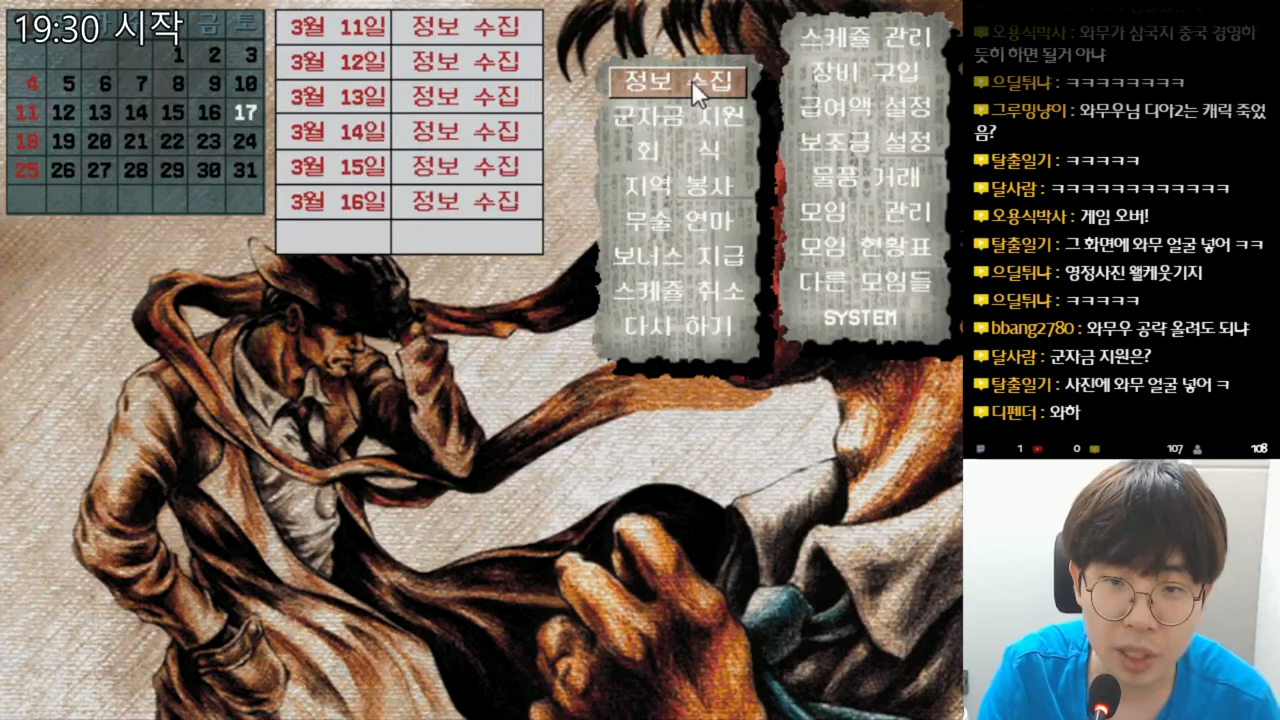 19:30 시작
금 토
1 2 3
4 5 6 7 8 9 10
11 12 13 14 15 16 17
18 19 20 21 22 23 24
25 26 27 28 29 30 31
3월 11일 정보 수집
3월 12일 정보 수집
3월 13일 정보 수집
3월 14일 정보 수집
3월 15일 정보 수집
3월 16일 정보 수집
정보 수집
군자금 지원
회 식
지역 봉사
무술 연마
보너스 지급
스케쥴 취소
다시 하기
스케쥴 관리
장비 구입
급여액 설정
보조금 설정
물품 거래
모임 관리
모임 현황표
다른 모임들
SYSTEM
오용식박사 : 와무가 삼국지 중국 경영하
듯히 하면 될거 아냐
으딜튀냐 : ㅋㅋㅋㅋㅋㅋㅋㅋ
그루밍냥이 : 와무우님 디아2는 캐릭 죽었
음?
탈출일기 : ㅋㅋㅋㅋㅋ
달사람 : ㅋㅋㅋㅋㅋㅋㅋㅋㅋㅋㅋㅋ
오용식박사 : 게임 오버!
탈출일기 : 그 화면에 와무 얼굴 넣어 ㅋㅋ
으딜튀냐 : 영정사진 왤케웃기지
으딜튀냐 : ㅋㅋㅋㅋㅋ
bbang2780 : 와무우 공략 올려도 되냐
달사람 : 군자금 지원은?
탈출일기 : 사진에 와무 얼굴 넣어 ㅋ
디펜더 : 와하
1 0 107 108